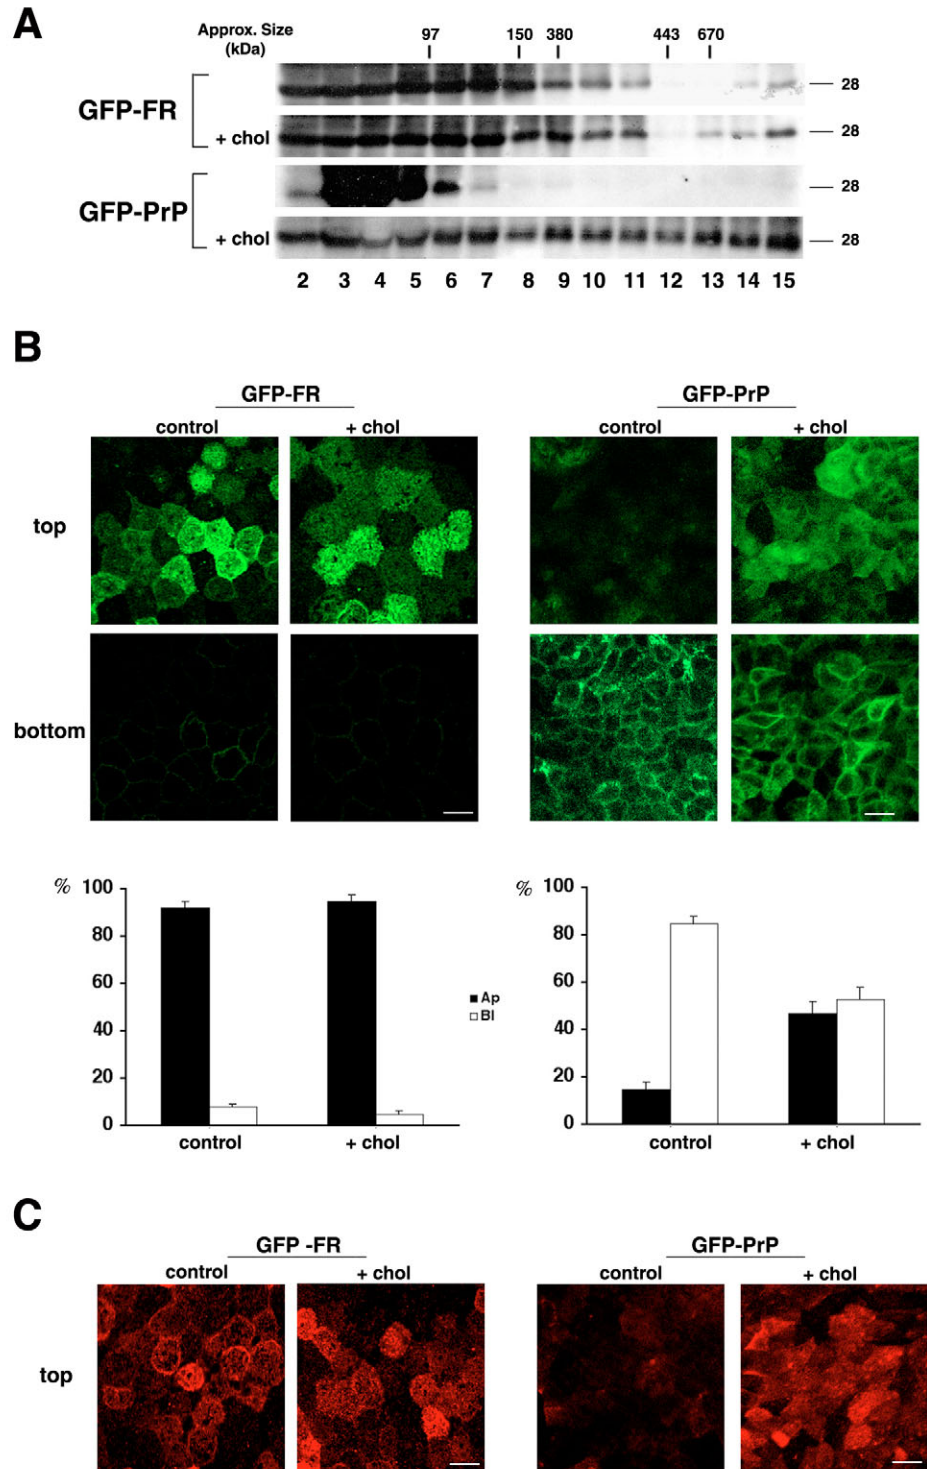 A
Approx. Size 97 150 380 443 670
(kDa)
GFP-FR
28
+ chol 28
GFP-PrP
28
+ chol 28
2 3 4 5 6 7 8 9 10 11 12 13 14 15
B
GFP-FR GFP-PrP
control + chol control + chol
top
bottom
% 100 % 100
80 80
60 60
40 40
20 20
0 0
Ap
Bl
control + chol control + chol
C
GFP -FR GFP-PrP
control + chol control + chol
top